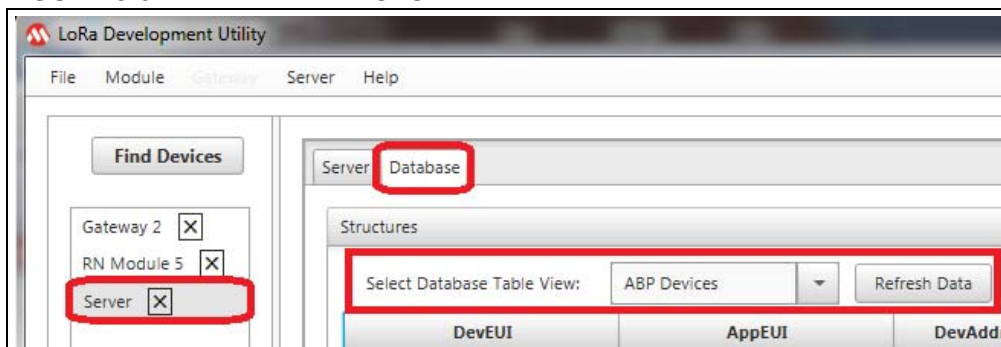 LoRa Development Utility
File Module Gateway Server Help
Find Devices
Server Database
Gateway 2
Structures
RN Module 5
Select Database Table View: ABP Devices Refresh Data
Server
DevEUI AppEUI DevAdd